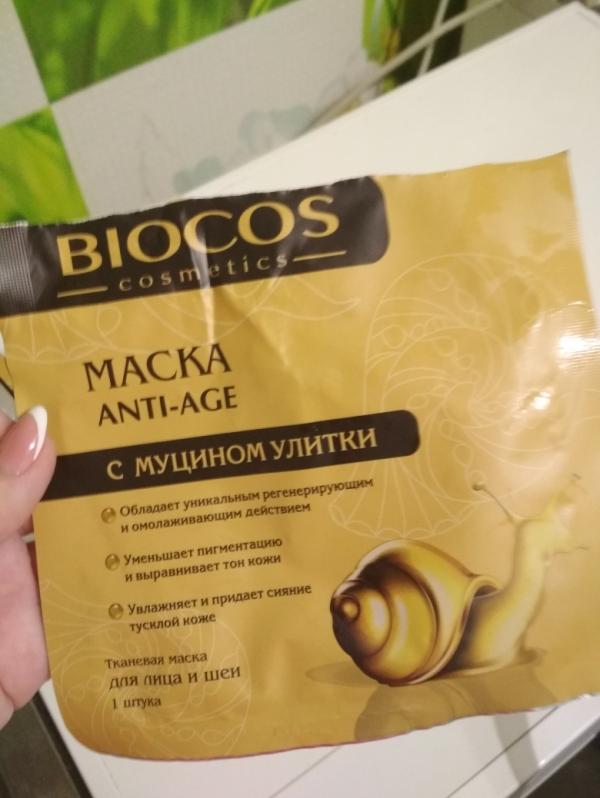 BIOCOS
cosmetics
МАСКА
ANTI-AGE
С МУЦИНОМ УЛИТКИ
Обладает уникальным регенерирующим
и омолаживающим действием
Уменьшает пигментацию
и выравнивает тон кожи
Увлажняет и придает сияние
тусклой коже
Тканевая маска
для лица и шеи
1 штука